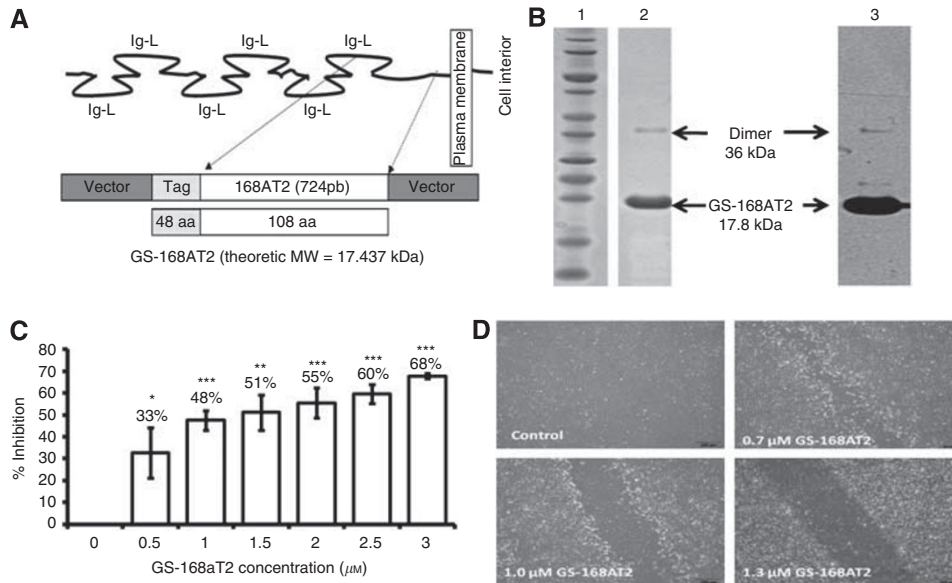 A
Ig-L Ig-L Ig-L
Ig-L Ig-L Ig-L
Plasma membrane
Cell interior
Vector Tag 168AT2 (724pb) Vector
48 aa 108 aa
GS-168AT2 (theoretic MW = 17.437 kDa)
B
1 2 3
Dimer
36 kDa
GS-168AT2
17.8 kDa
C
% Inhibition
80
70
60
50
40
30
20
10
0
*
33%
***
48%
**
51%
***
55%
***
60%
***
68%
0 0.5 1 1.5 2 2.5 3
GS-168aT2 concentration (μM)
D
Control
0.7 μM GS-168AT2
1.0 μM GS-168AT2
1.3 μM GS-168AT2